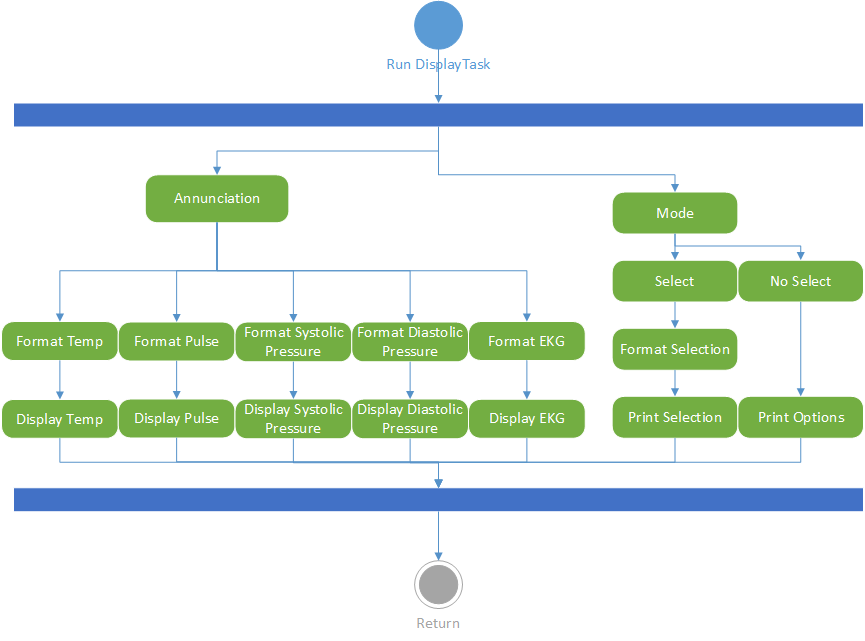 Run DisplayTask
Annunciation
Mode
Select
No Select
Format Temp
Format Pulse
Format Systolic
Pressure
Format Diastolic
Pressure
Format EKG
Format Selection
Display Temp
Display Pulse
Display Systolic
Pressure
Display Diastolic
Pressure
Display EKG
Print Selection
Print Options
Return